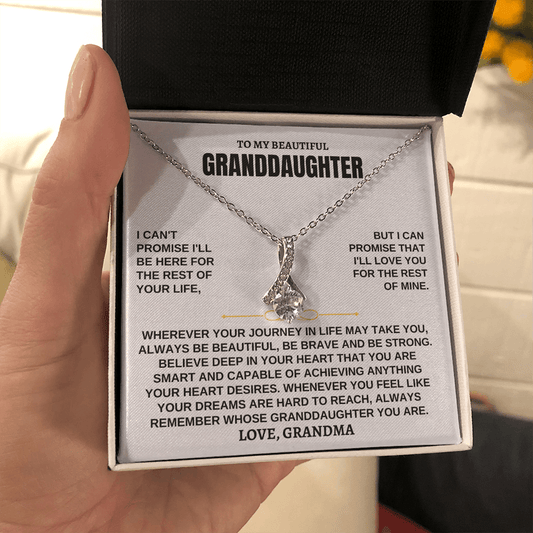 TO MY BEAUTIFUL
GRANDDAUGHTER
I CAN'T
PROMISE I'LL
BE HERE FOR
THE REST OF
YOUR LIFE,
BUT I CAN
PROMISE THAT
I'LL LOVE YOU
FOR THE REST
OF MINE.
WHEREVER YOUR JOURNEY IN LIFE MAY TAKE YOU,
ALWAYS BE BEAUTIFUL, BE BRAVE AND BE STRONG.
BELIEVE DEEP IN YOUR HEART THAT YOU ARE
SMART AND CAPABLE OF ACHIEVING ANYTHING
YOUR HEART DESIRES. WHENEVER YOU FEEL LIKE
YOUR DREAMS ARE HARD TO REACH, ALWAYS
REMEMBER WHOSE GRANDDAUGHTER YOU ARE.
LOVE, GRANDMA